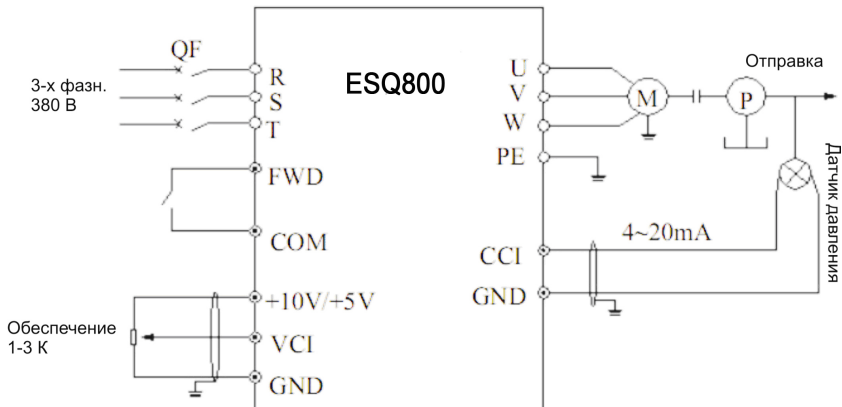 QF
3-х фазн.
380 В
R
S
T
ESQ800
U
V
W
PE
M
P
Отправка
Датчик давления
FWD
COM
4~20mA
CCI
GND
+10V/+5V
Обеспечение
1-3 К
VCI
GND